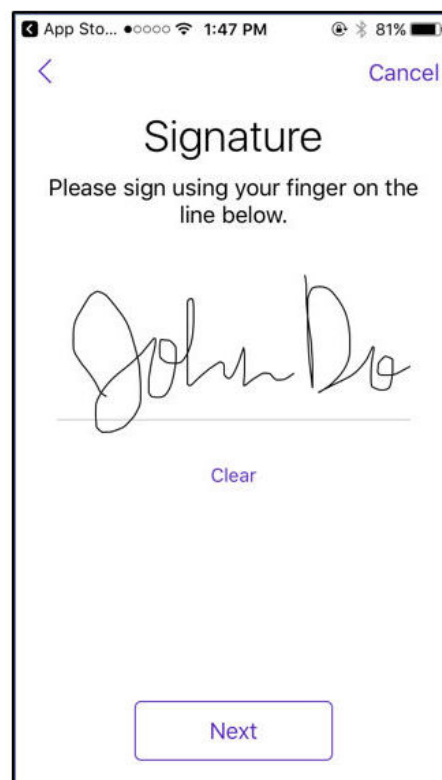 App Sto... 1:47 PM 81%
Cancel
Signature
Please sign using your finger on the
line below.
John Do
Clear
Next